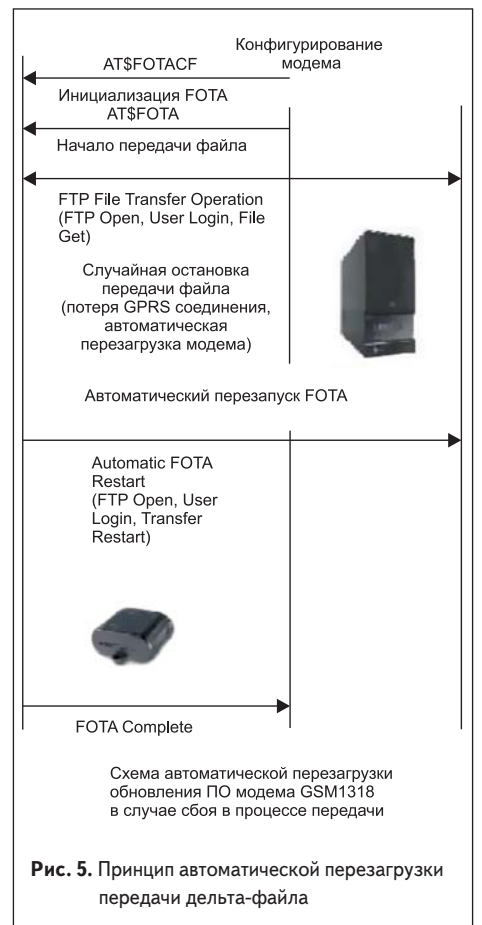 Конфигурирование
модема
AT$FOTACF
Инициализация FOTA
AT$FOTA
Начало передачи файла
FTP File Transfer Operation
(FTP Open, User Login, File
Get)
Случайная остановка
передачи файла
(потеря GPRS соединения,
автоматическая
перезагрузка модема)
Автоматический перезапуск FOTA
Automatic FOTA
Restart
(FTP Open, User
Login, Transfer
Restart)
FOTA Complete
Схема автоматической перезагрузки
обновления ПО модема GSM1318
в случае сбоя в процессе передачи
Рис. 5. Принцип автоматической перезагрузки
передачи дельта-файла